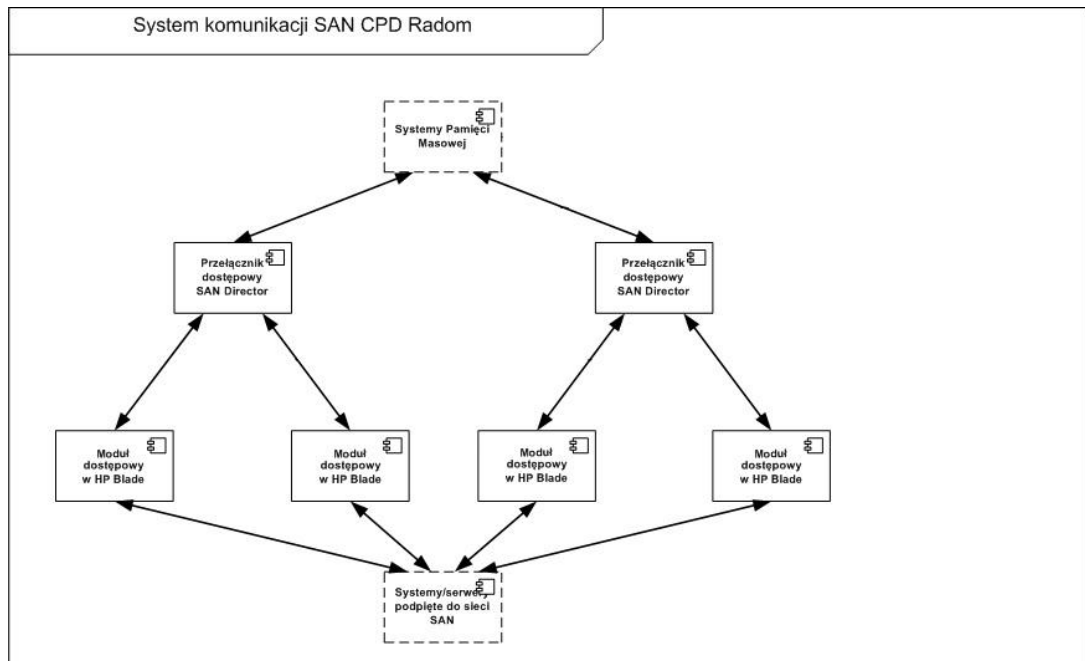 System komunikacji SAN CPD Radom
Systemy Pamięci
Masowej
Przełącznik
dostępowy
SAN Director
Przełącznik
dostępowy
SAN Director
Moduł
dostępowy
w HP Blade
Moduł
dostępowy
w HP Blade
Moduł
dostępowy
w HP Blade
Moduł
dostępowy
w HP Blade
Systemy/serwery
podpięte do sieci
SAN